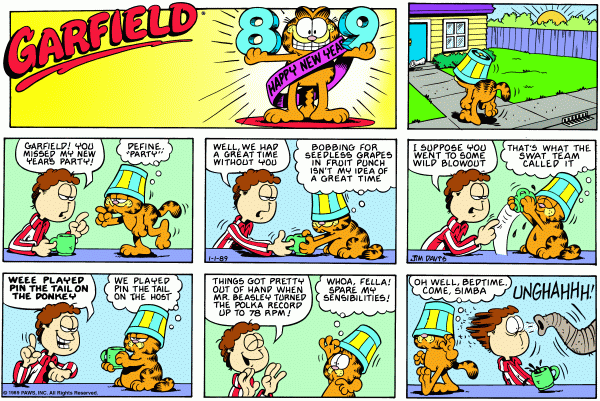 GARFIELD®
89
HAPPY NEW YEAR
GARFIELD! YOU
MISSED MY NEW
YEAR'S PARTY!
DEFINE,
"PARTY"
WELL, WE HAD
A GREAT TIME
WITHOUT YOU
BOBBING FOR
SEEDLESS GRAPES
IN FRUIT PUNCH
ISN'T MY IDEA OF
A GREAT TIME
1-1-89
I SUPPOSE YOU
WENT TO SOME
WILD BLOWOUT
THAT'S WHAT THE
SWAT TEAM
CALLED IT
JIM DAVIS
WEEE PLAYED
PIN THE TAIL ON
THE DONKEY
WE PLAYED
PIN THE TAIL
ON THE HOST
© 1989 PAWS, INC. All Rights Reserved.
THINGS GOT PRETTY
OUT OF HAND WHEN
MR. BEASLEY TURNED
THE POLKA RECORD
UP TO 78 RPM!
WHOA, FELLA!
SPARE MY
SENSIBILITIES!
OH WELL, BEDTIME.
COME, SIMBA
UNGHAHHH!